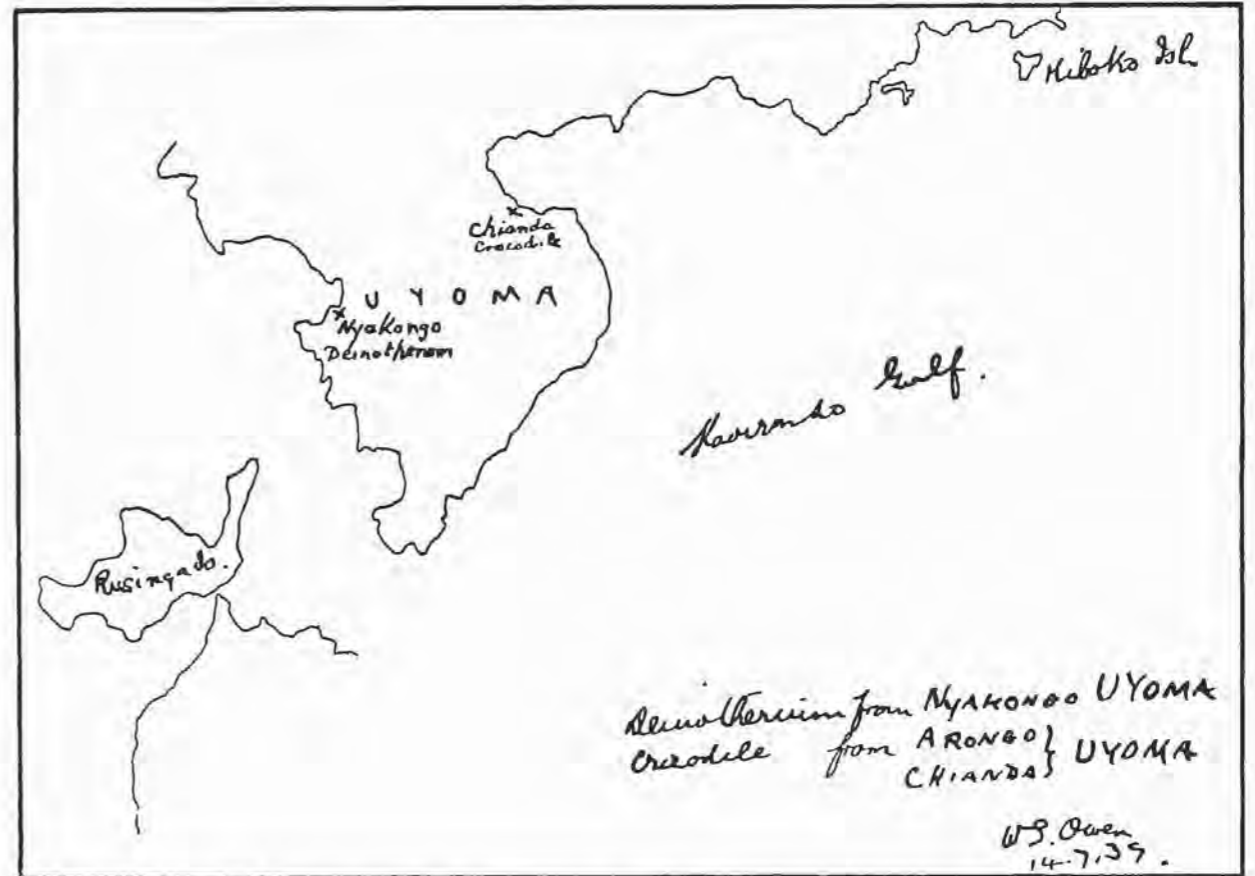 Kiboko Isl.
x
Chianda
Crocodile
UYOMA
x
Nyakongo
Deinotherium
Kavirondo Gulf.
Rusinga Is.
Deinotherium from NYAKONGO UYOMA
Crocodile from ARONGO } UYOMA
CHIANDA }
W.E. Owen
14.7.39.